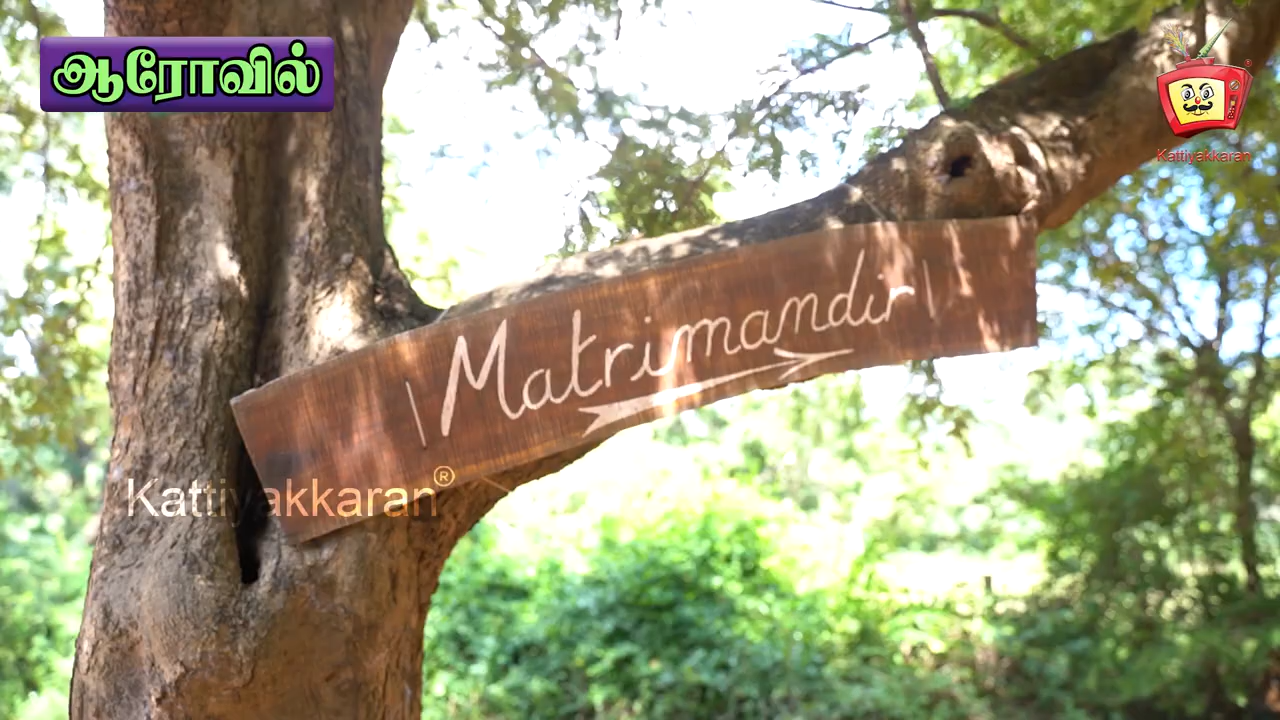 ஆரோவில்
Kattiyakkaran
Matrimandir
Kattiyakkaran®